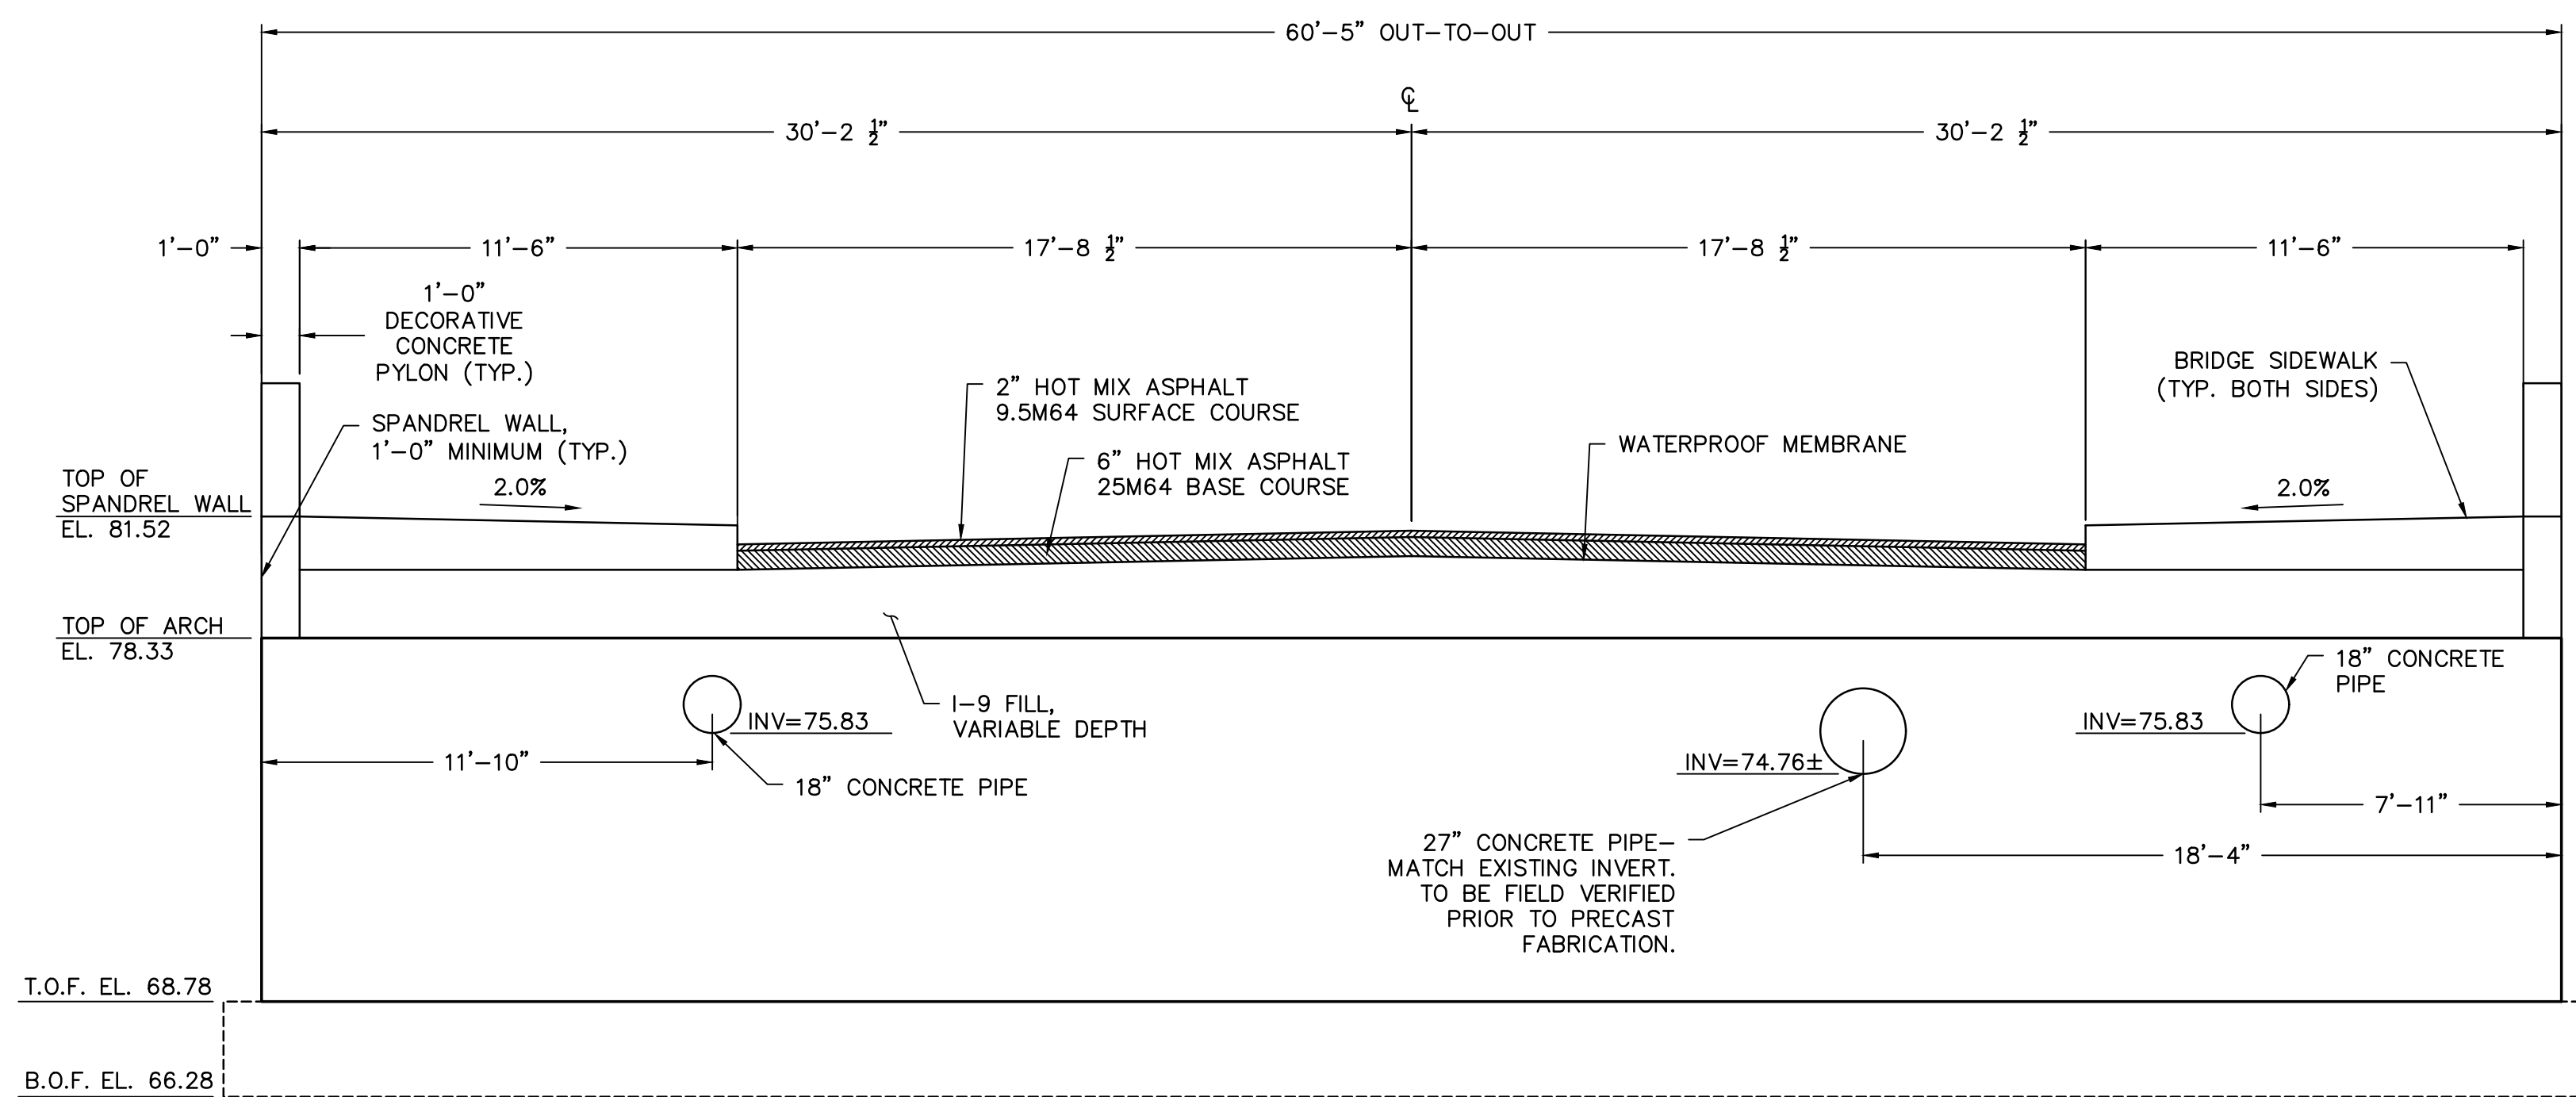 60'-5" OUT-TO-OUT
℄
30'-2 ½"
30'-2 ½"
1'-0"
11'-6"
17'-8 ½"
17'-8 ½"
11'-6"
1'-0"
DECORATIVE
CONCRETE
PYLON (TYP.)
SPANDREL WALL,
1'-0" MINIMUM (TYP.)
2" HOT MIX ASPHALT
9.5M64 SURFACE COURSE
6" HOT MIX ASPHALT
25M64 BASE COURSE
WATERPROOF MEMBRANE
BRIDGE SIDEWALK
(TYP. BOTH SIDES)
2.0%
2.0%
TOP OF
SPANDREL WALL
EL. 81.52
TOP OF ARCH
EL. 78.33
I-9 FILL,
VARIABLE DEPTH
INV=75.83
11'-10"
18" CONCRETE PIPE
INV=74.76±
27" CONCRETE PIPE-
MATCH EXISTING INVERT.
TO BE FIELD VERIFIED
PRIOR TO PRECAST
FABRICATION.
18" CONCRETE
PIPE
INV=75.83
7'-11"
18'-4"
T.O.F. EL. 68.78
B.O.F. EL. 66.28